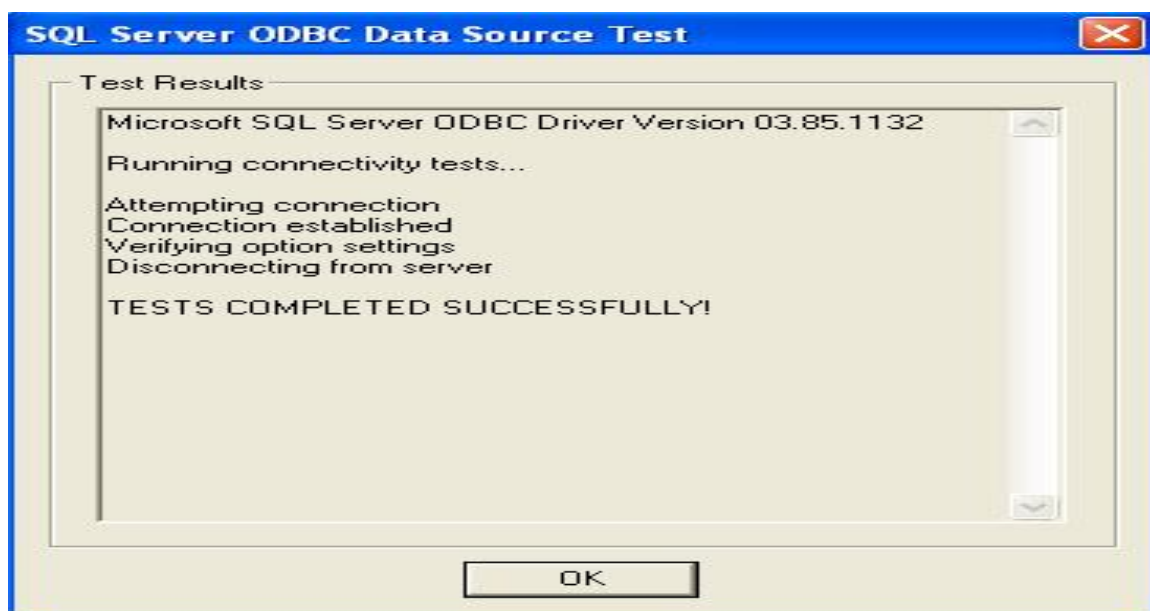 SQL Server ODBC Data Source Test
Test Results
Microsoft SQL Server ODBC Driver Version 03.85.1132
Running connectivity tests...
Attempting connection
Connection established
Verifying option settings
Disconnecting from server
TESTS COMPLETED SUCCESSFULLY!
OK